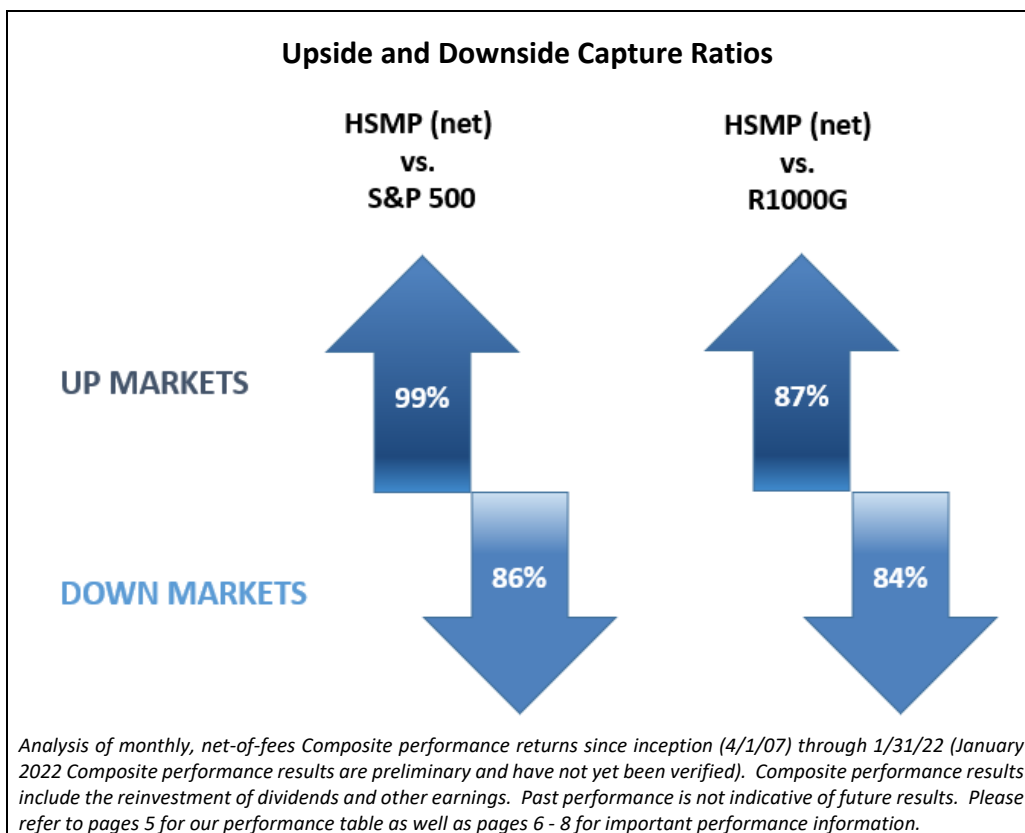 Upside and Downside Capture Ratios
HSMP (net)
vs.
S&P 500
HSMP (net)
vs.
R1000G
UP MARKETS
99%
87%
DOWN MARKETS
86%
84%
Analysis of monthly, net-of-fees Composite performance returns since inception (4/1/07) through 1/31/22 (January
2022 Composite performance results are preliminary and have not yet been verified). Composite performance results
include the reinvestment of dividends and other earnings. Past performance is not indicative of future results. Please
refer to pages 5 for our performance table as well as pages 6 - 8 for important performance information.